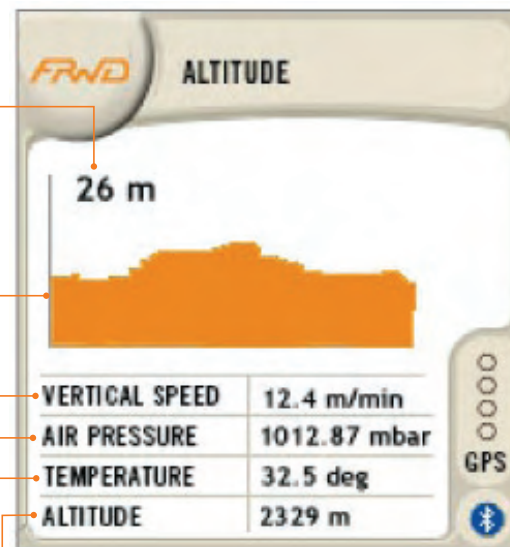 FRWD
ALTITUDE
26 m
VERTICAL SPEED 12.4 m/min
AIR PRESSURE 1012.87 mbar
TEMPERATURE 32.5 deg
ALTITUDE 2329 m
GPS